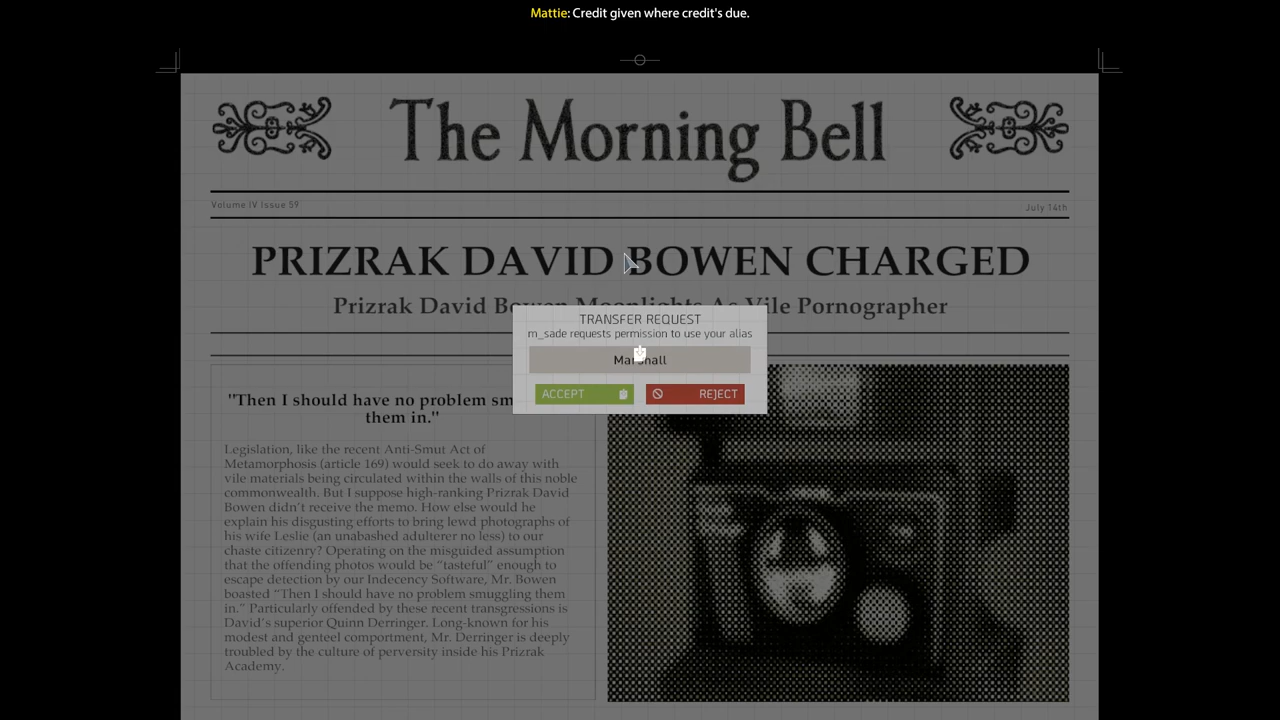 Mattie: Credit given where credit's due.
The Morning Bell
Volume IV Issue 59
July 14th
PRIZRAK DAVID BOWEN CHARGED
Prizrak David Bowen Moonlights As Vile Pornographer
TRANSFER REQUEST
m_sade requests permission to use your alias
Marshall
ACCEPT
REJECT
"Then I should have no problem sm
them in."
Legislation, like the recent Anti-Smut Act of
Metamorphosis (article 169) would seek to do away with
vile materials being circulated within the walls of this noble
commonwealth. But I suppose high-ranking Prizrak David
Bowen didn't receive the memo. How else would he
explain his disgusting efforts to bring lewd photographs of
his wife Leslie (an unabashed adulterer no less) to our
chaste citizenry? Operating on the misguided assumption
that the offending photos would be “tasteful” enough to
escape detection by our Indecency Software, Mr. Bowen
boasted “Then I should have no problem smuggling them
in.” Particularly offended by these recent transgressions is
David's superior Quinn Derringer. Long-known for his
modest and genteel comportment, Mr. Derringer is deeply
troubled by the culture of perversity inside his Prizrak
Academy.